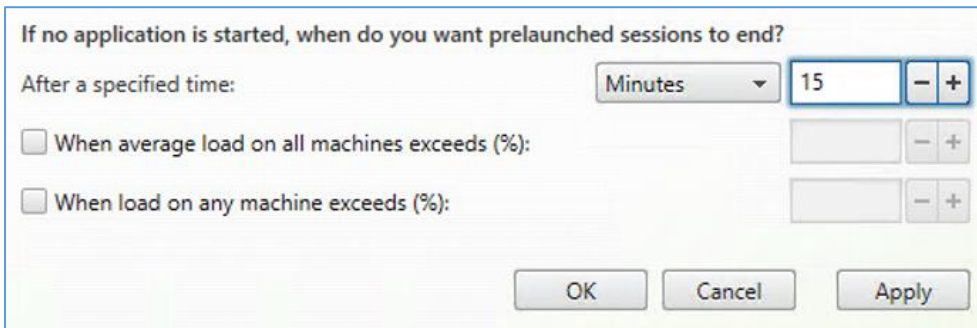 If no application is started, when do you want prelaunched sessions to end?
After a specified time: Minutes 15 − +
When average load on all machines exceeds (%): − +
When load on any machine exceeds (%): − +
OK Cancel Apply